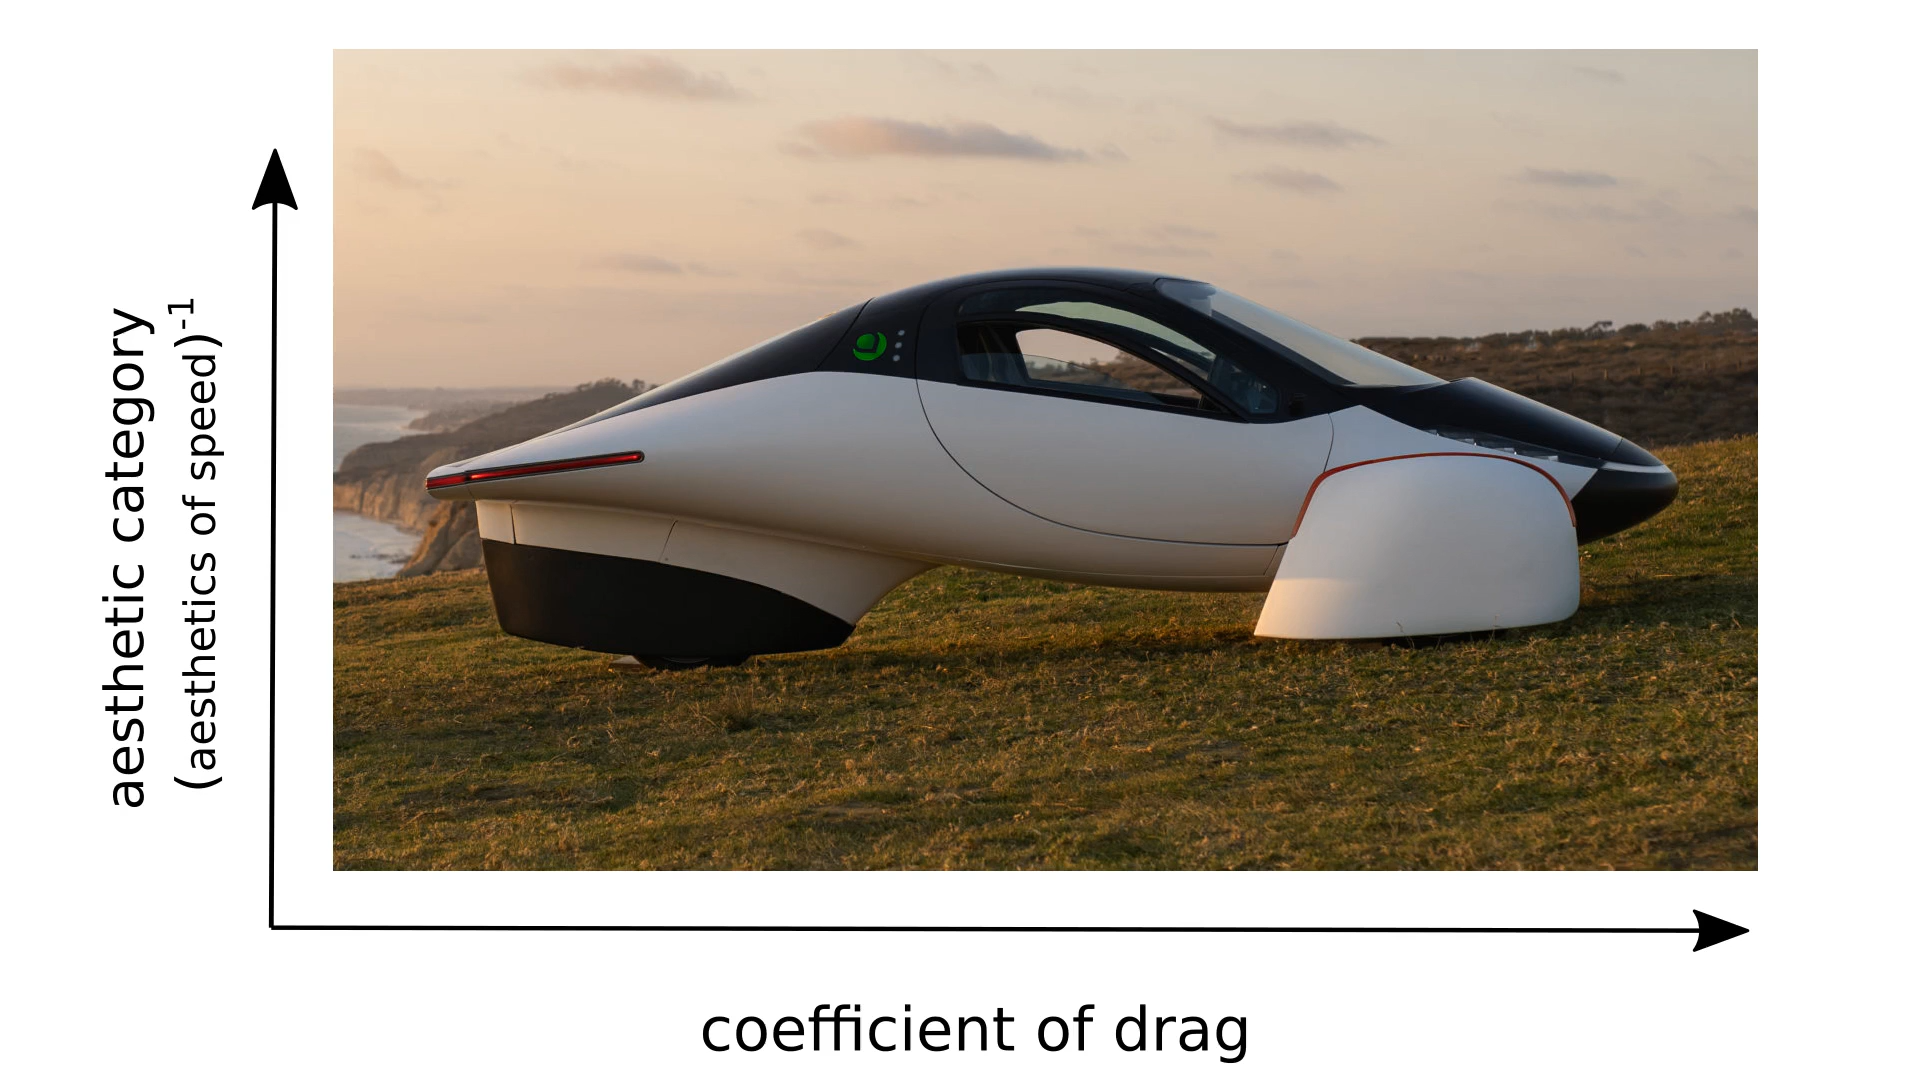 aesthetic category
(aesthetics of speed)-1
coefficient of drag